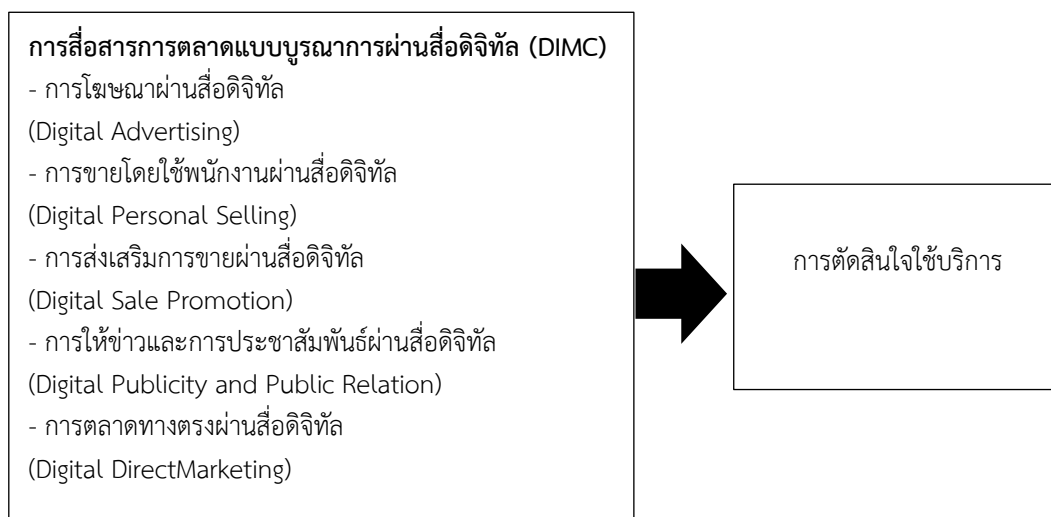 การสื่อสารการตลาดแบบบูรณาการผ่านสื่อดิจิทัล (DIMC)
- การโฆษณาผ่านสื่อดิจิทัล
(Digital Advertising)
- การขายโดยใช้พนักงานผ่านสื่อดิจิทัล
(Digital Personal Selling)
- การส่งเสริมการขายผ่านสื่อดิจิทัล
(Digital Sale Promotion)
- การให้ข่าวและการประชาสัมพันธ์ผ่านสื่อดิจิทัล
(Digital Publicity and Public Relation)
- การตลาดทางตรงผ่านสื่อดิจิทัล
(Digital DirectMarketing)
การตัดสินใจใช้บริการ